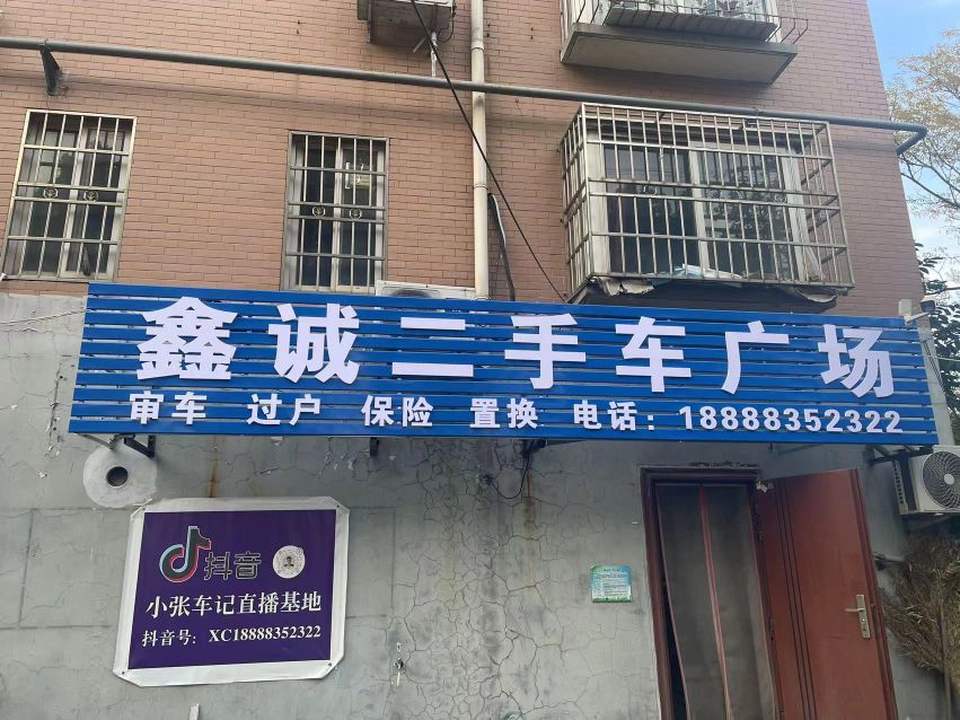 鑫诚二手车广场
审车 过户 保险 置换 电话：18888352322
抖音
小张车记直播基地
抖音号：XC18888352322